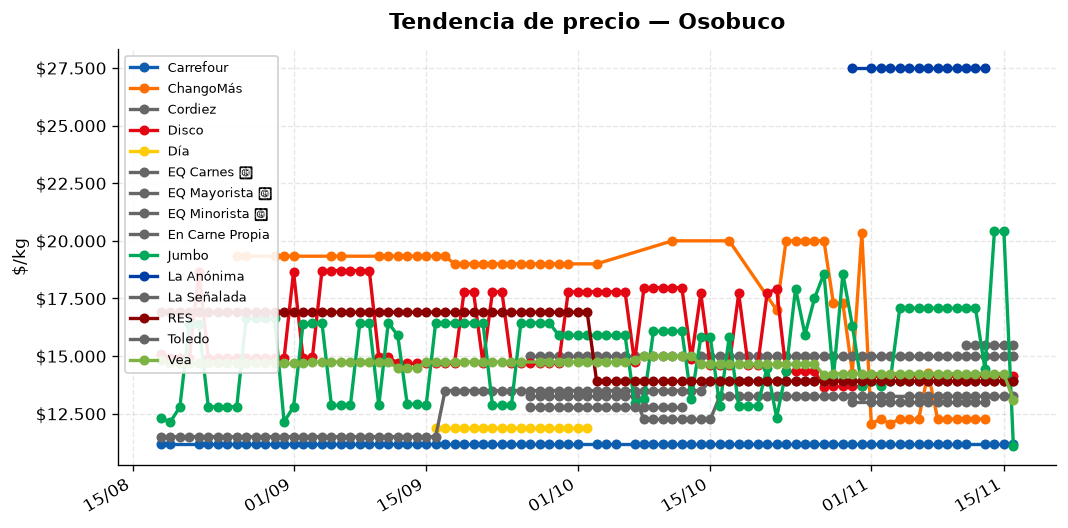 Tendencia de precio — Osobuco
$/kg
$27.500
$25.000
$22.500
$20.000
$17.500
$15.000
$12.500
Carrefour
ChangoMás
Cordiez
Disco
Día
EQ Carnes
EQ Mayorista
EQ Minorista
En Carne Propia
Jumbo
La Anónima
La Señalada
RES
Toledo
Vea
15/08
01/09
15/09
01/10
15/10
01/11
15/11